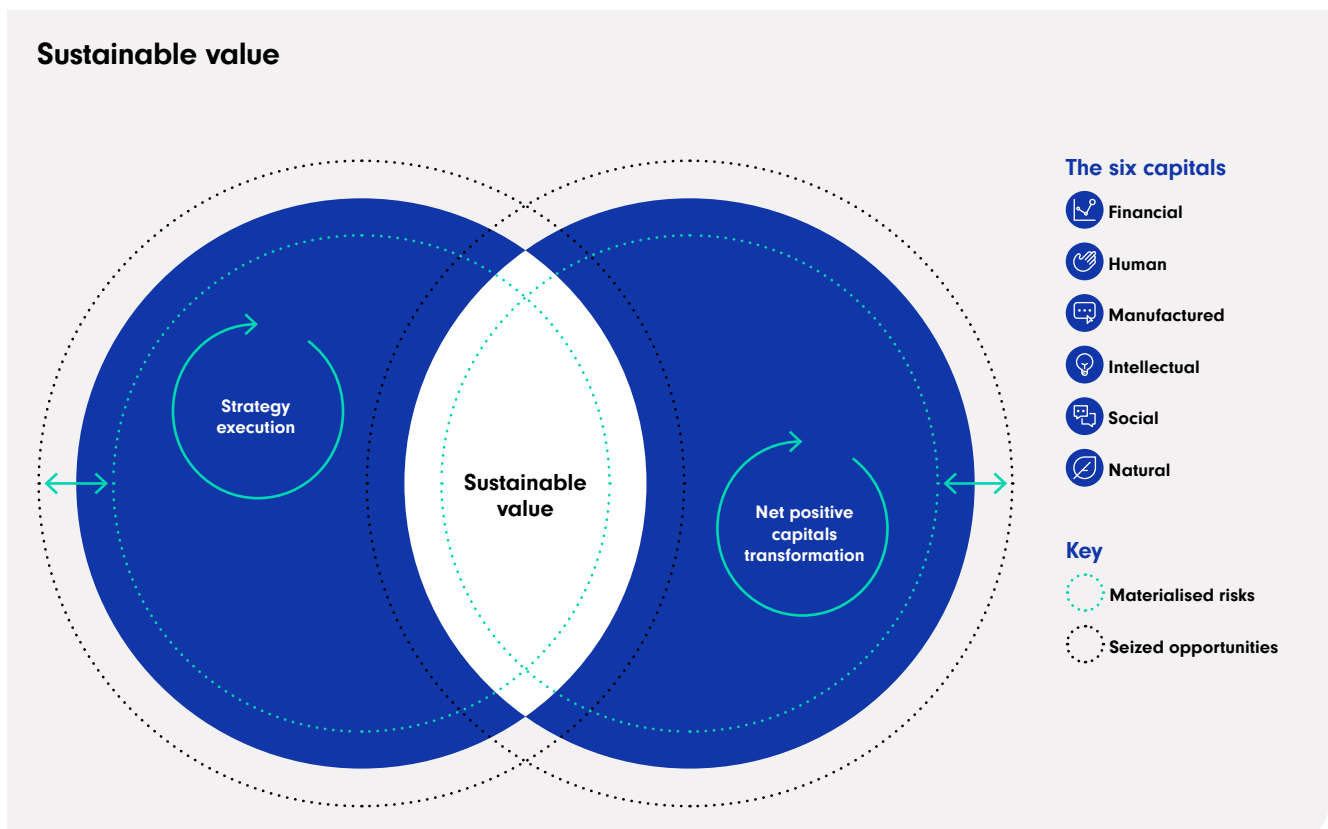 Sustainable value
Strategy
execution
Sustainable
value
Net positive
capitals
transformation
The six capitals
Financial
Human
Manufactured
Intellectual
Social
Natural
Key
Materialised risks
Seized opportunities